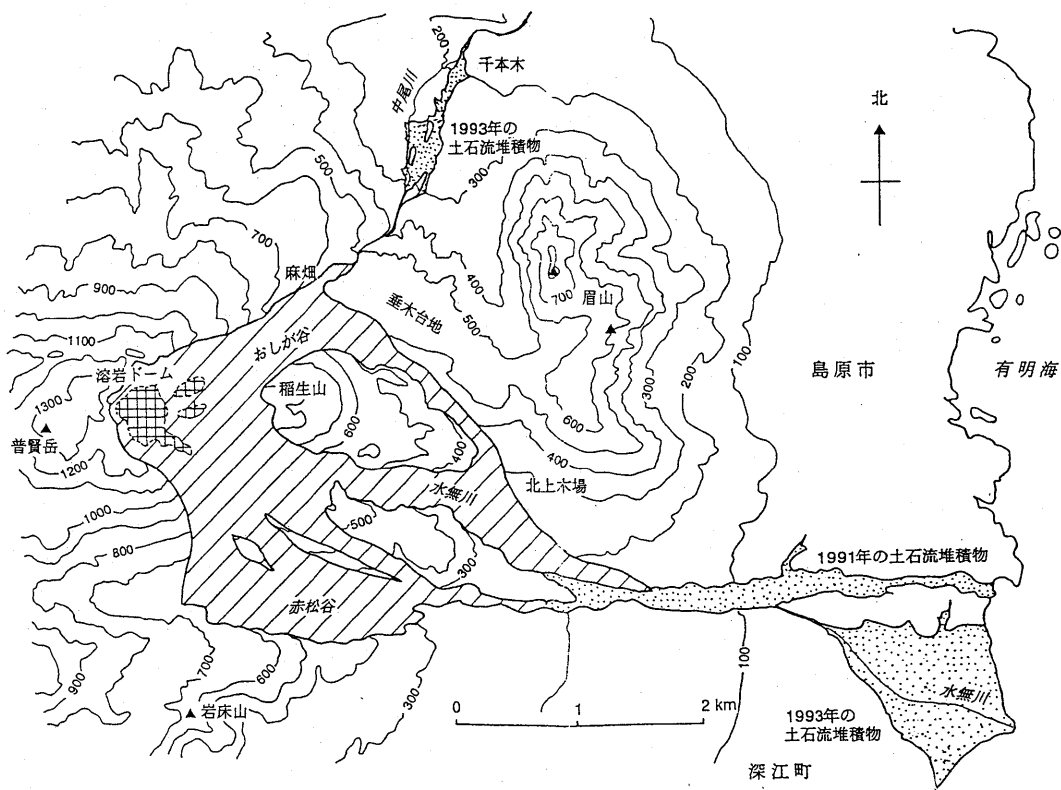 200
千本木
中尾川
北
1993年の
土石流堆積物
500
300
700
麻畑
400
700
眉山
900
垂木台地
500
1100
おしが谷
100
200
島原市
有明海
溶岩ドーム
300
1300
稲生山
普賢岳
600
600
400
1200
400
水無川
北上木場
1000
500
800
1991年の土石流堆積物
300
赤松谷
700
600
100
900
岩床山
300
0
1
2 km
水無川
1993年の
土石流堆積物
深江町